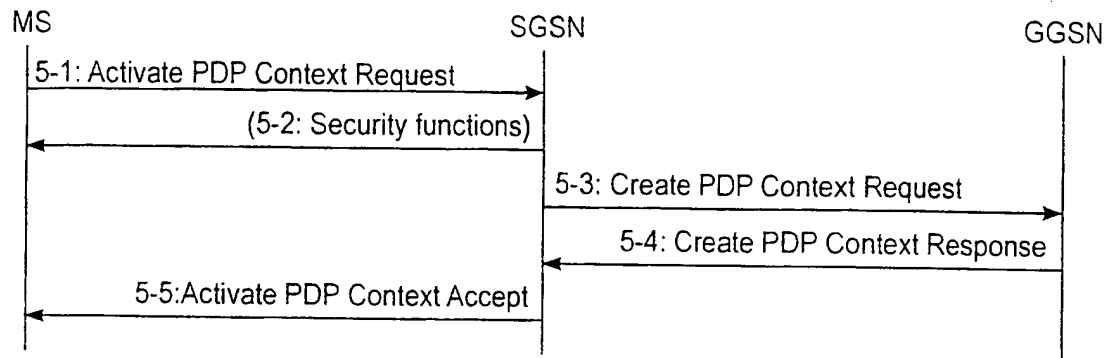 MS
SGSN
GGSN
5-1: Activate PDP Context Request
(5-2: Security functions)
5-3: Create PDP Context Request
5-4: Create PDP Context Response
5-5:Activate PDP Context Accept